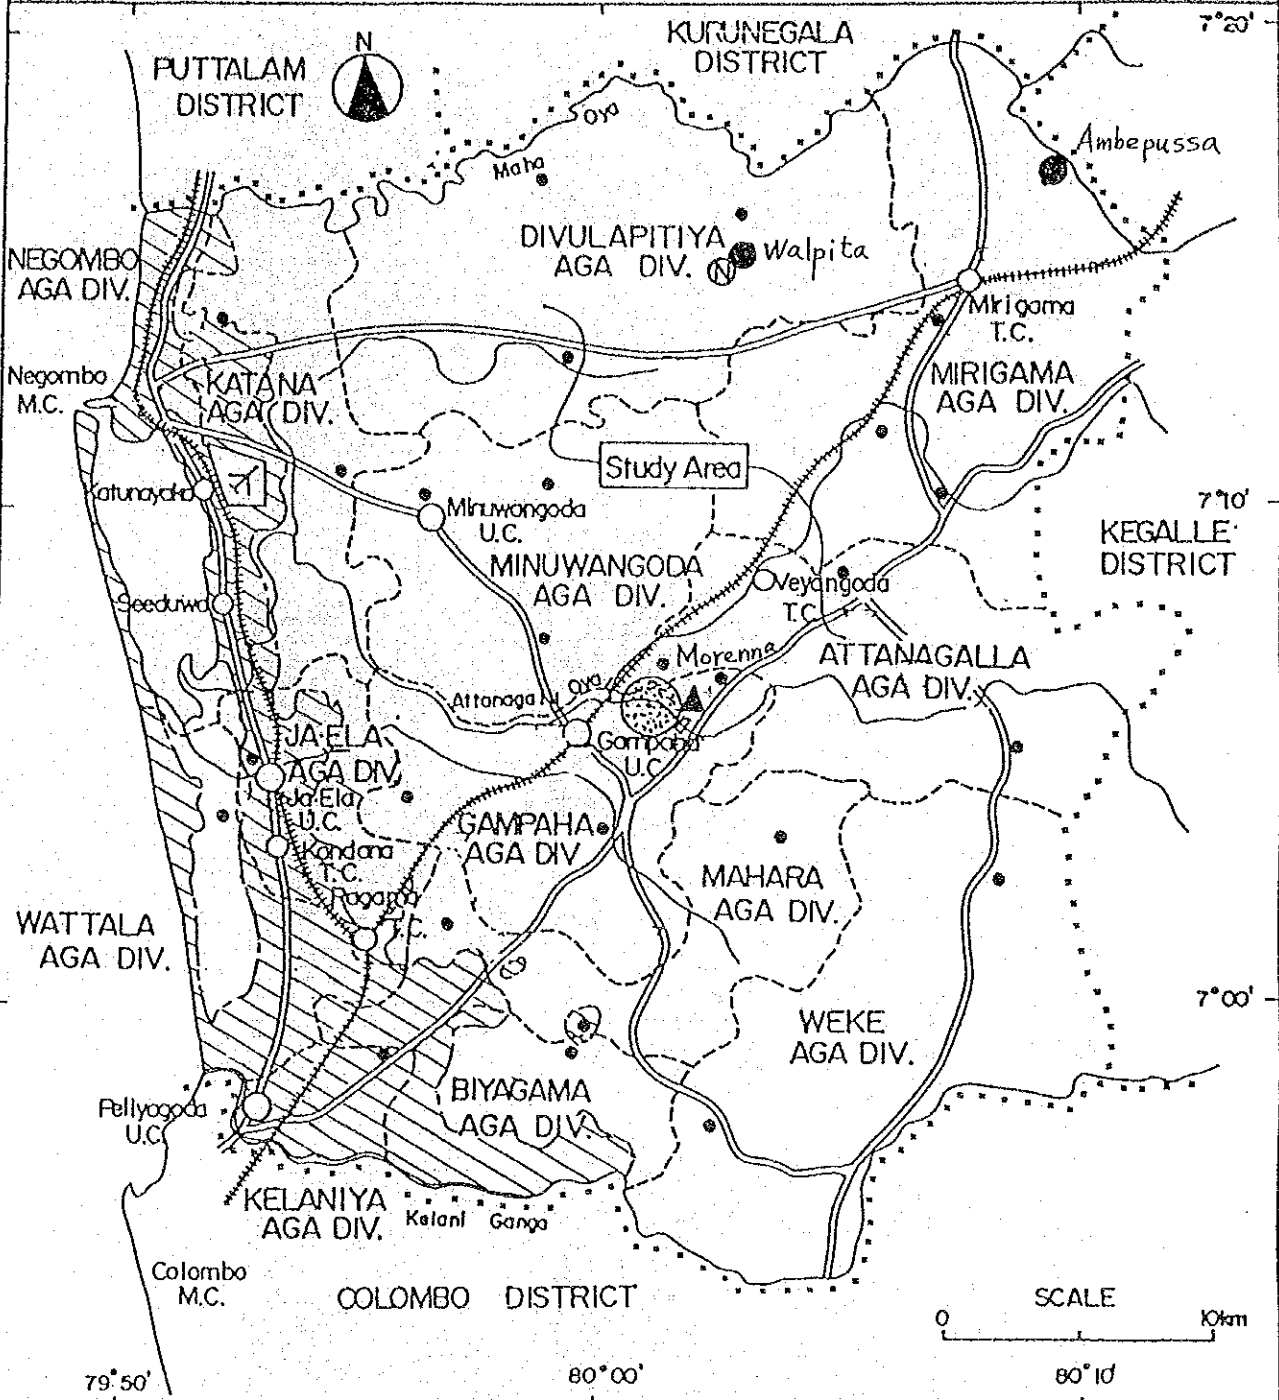 7°20'
KURUNEGALA
DISTRICT
N
PUTTALAM
DISTRICT
Oya
Maha
Ambepussa
DIVULAPITIYA
AGA DIV.
N
Walpita
NEGOMBO
AGA DIV.
Mirigama
T.C.
Negombo
M.C.
KATANA
AGA DIV.
MIRIGAMA
AGA DIV.
Study Area
Katunayaka
7°10'
Minuwangoda
U.C.
KEGALLE
DISTRICT
MINUWANGODA
AGA DIV.
Veyangoda
T.C.
Seeduwa
Morenna
ATTANAGALLA
AGA DIV.
Attanagalu Oya
Gampaha
U.C.
JA-ELA
AGA DIV.
Ja-Ela
U.C.
GAMPAHA
AGA DIV
Kandana
T.C.
MAHARA
AGA DIV.
Ragama
T.C.
WATTALA
AGA DIV.
7°00'
WEKE
AGA DIV.
BIYAGAMA
AGA DIV.
Peliyagoda
U.C.
KELANIYA
AGA DIV.
Kelani Ganga
Colombo
M.C.
COLOMBO DISTRICT
SCALE
0 10km
79°50' 80°00' 80°10'